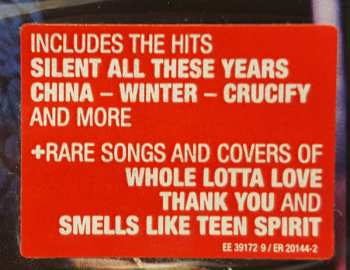 INCLUDES THE HITS
SILENT ALL THESE YEARS
CHINA – WINTER – CRUCIFY
AND MORE
+RARE SONGS AND COVERS OF
WHOLE LOTTA LOVE
THANK YOU AND
SMELLS LIKE TEEN SPIRIT
EE 39172 9 / ER 20144-2